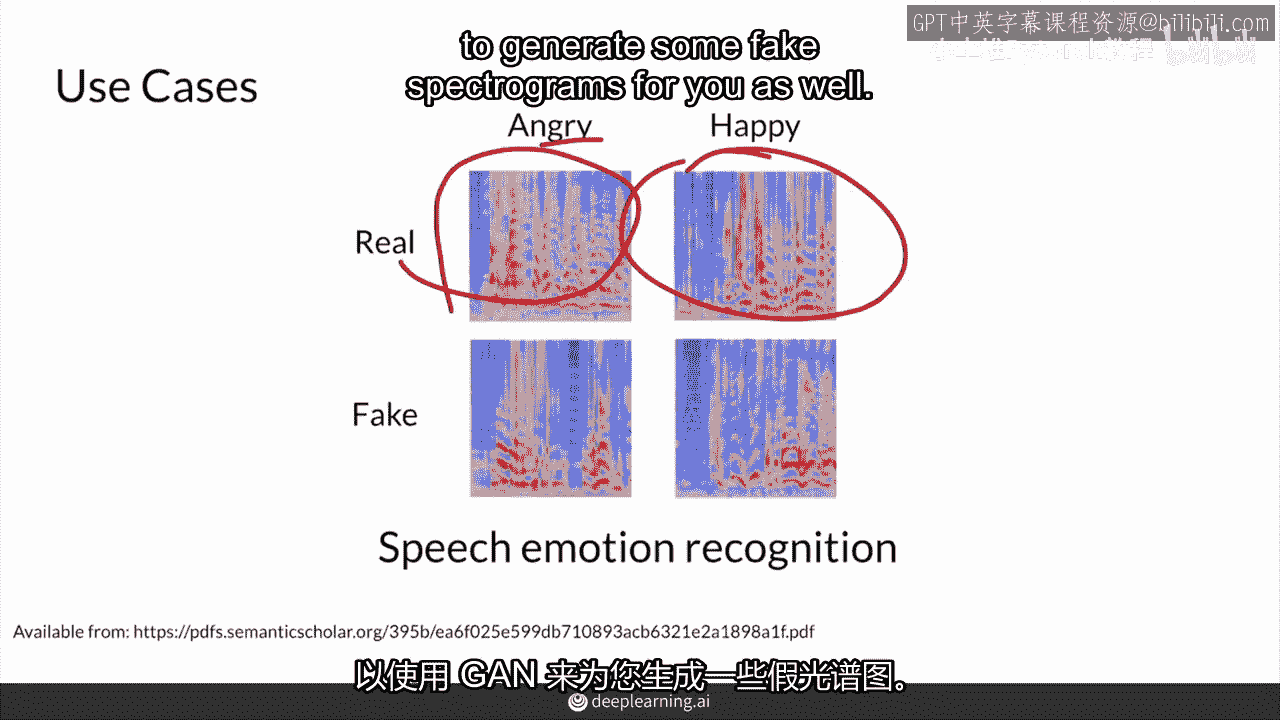 GPT中英字幕课程资源@bilibili.com
to generate some fake
spectrograms for you as well.
Use Cases
Angry
Happy
Real
Fake
Speech emotion recognition
Available from: https://pdfs.semanticscholar.org/395b/ea6f025e599db710893acb6321e2a1898a1f.pdf
以使用 GAN 来为您生成一些假光谱图。
deeplearning.ai